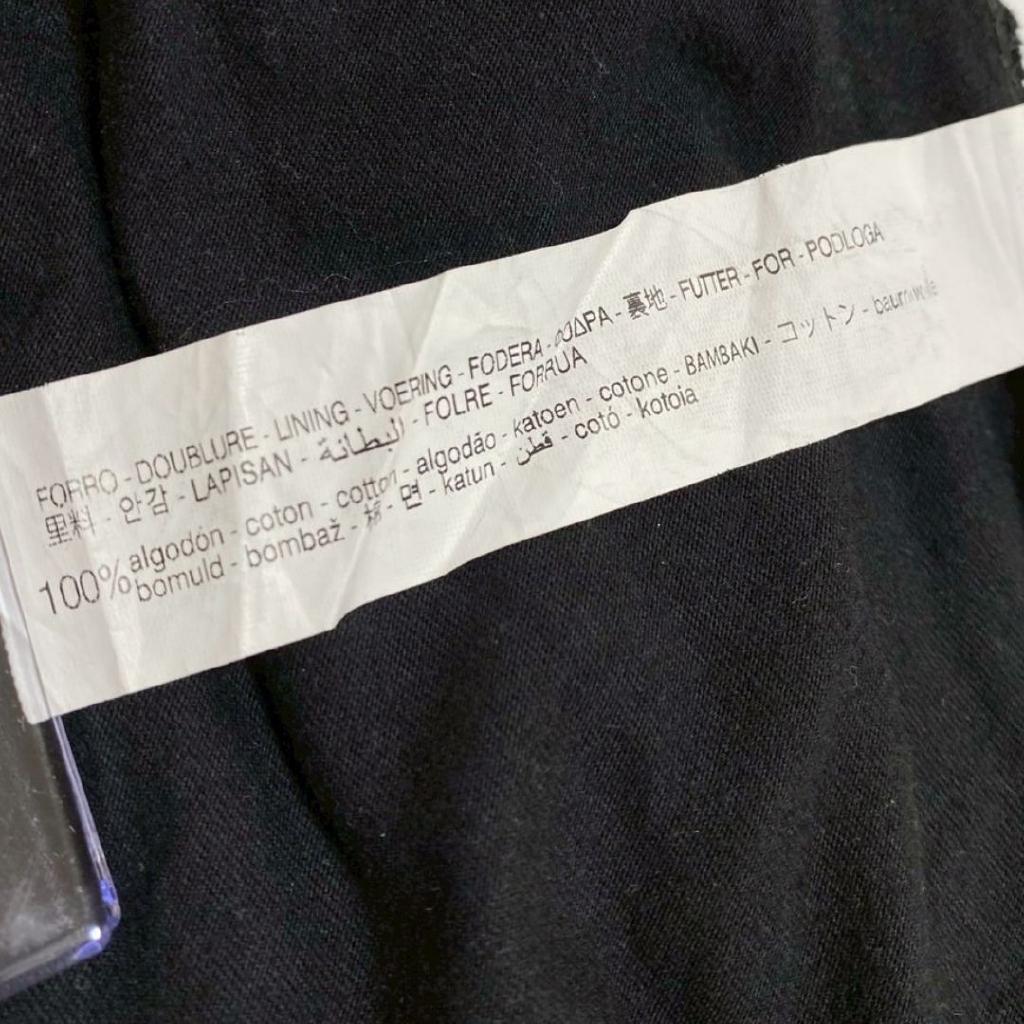 FORRO - DOUBLURE - LINING - VOERING - FODERA - - 裏地 - FUTTER - FOR - PODLOGA
里料 - 안감 - LAPISAN - البطانة - FOLRE - FORRUA
100% algodón - coton - cotton - algodão - katoen - cotone - BAMBAKI - コットン - baumwolle
bomuld - bombaž - 棉 - 면 - katun - قطن - cotó - kotoia